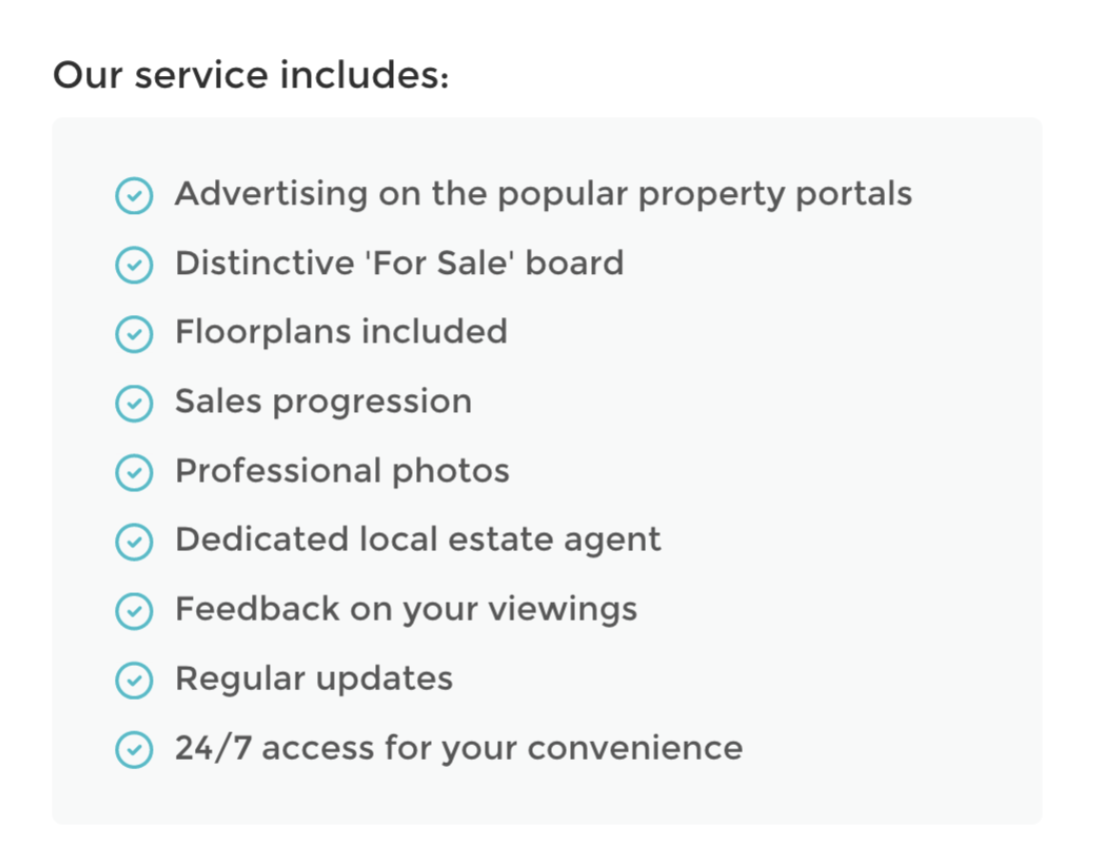 Our service includes:
Advertising on the popular property portals
Distinctive 'For Sale' board
Floorplans included
Sales progression
Professional photos
Dedicated local estate agent
Feedback on your viewings
Regular updates
24/7 access for your convenience